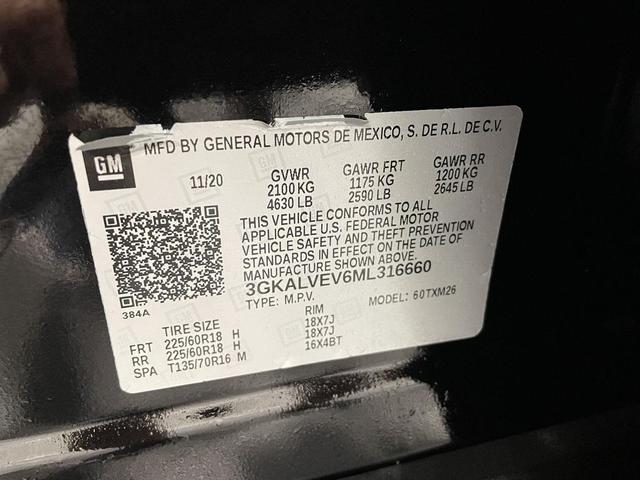 GM
MFD BY GENERAL MOTORS DE MEXICO, S. DE R.L. DE C.V.
11/20 GVWR GAWR FRT GAWR RR
2100 KG 1175 KG 1200 KG
4630 LB 2590 LB 2645 LB
THIS VEHICLE CONFORMS TO ALL
APPLICABLE U.S. FEDERAL MOTOR
VEHICLE SAFETY AND THEFT PREVENTION
STANDARDS IN EFFECT ON THE DATE OF
MANUFACTURE SHOWN ABOVE.
3GKALVEV6ML316660
TYPE: M.P.V. MODEL: 60TXM26
384A
TIRE SIZE RIM
FRT 225/60R18 H 18X7J
RR 225/60R18 H 18X7J
SPA T135/70R16 M 16X4BT